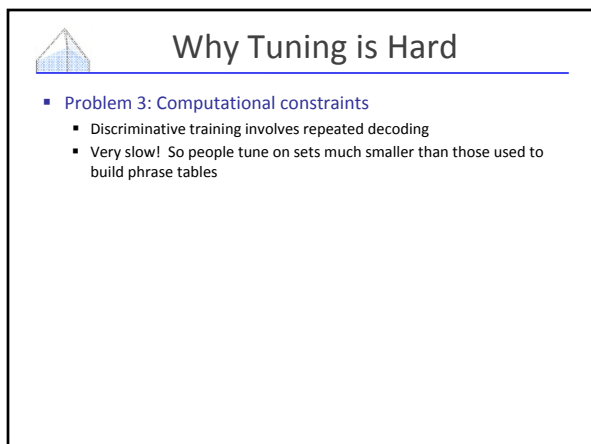 Why Tuning is Hard
▪ Problem 3: Computational constraints
▪ Discriminative training involves repeated decoding
▪ Very slow! So people tune on sets much smaller than those used to
build phrase tables